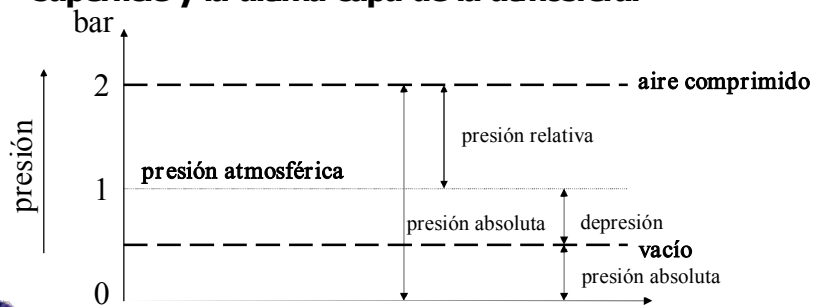 bar
2
aire comprimido
presión relativa
presión atmosférica
1
presión
presión absoluta
depresión
vacío
presión absoluta
0